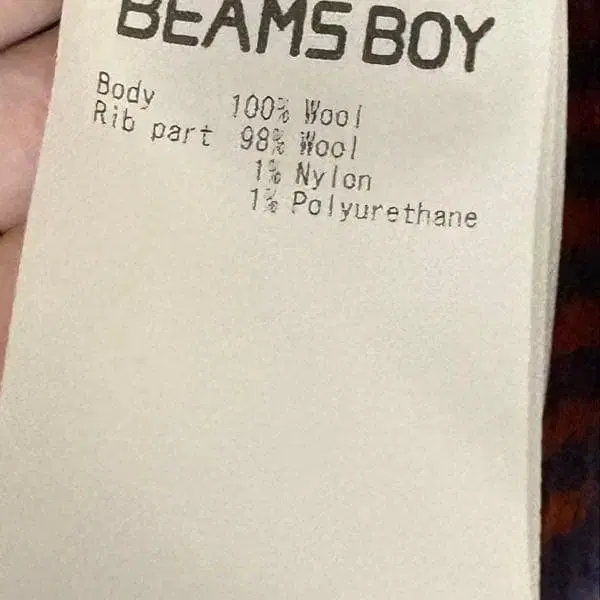 BEAMS BOY
Body 100% Wool
Rib part 98% Wool
1% Nylon
1% Polyurethane